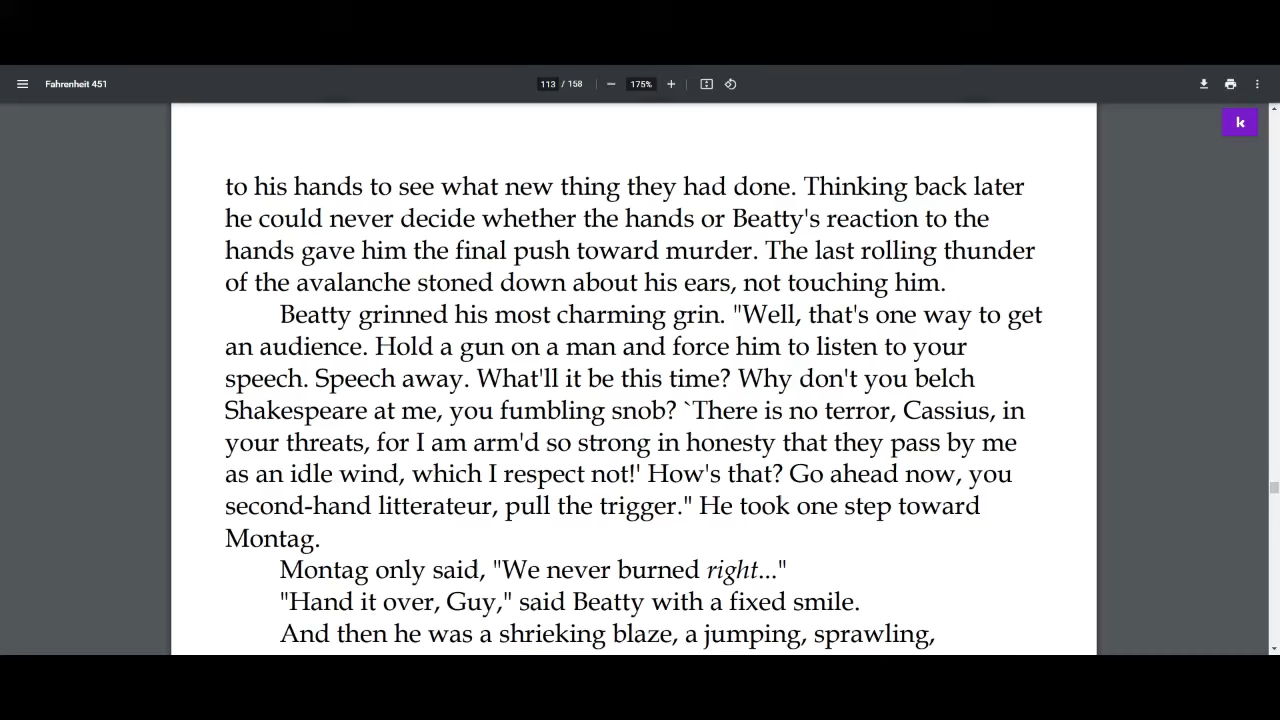 Fahrenheit 451
113 / 158
175%
k
to his hands to see what new thing they had done. Thinking back later
he could never decide whether the hands or Beatty's reaction to the
hands gave him the final push toward murder. The last rolling thunder
of the avalanche stoned down about his ears, not touching him.
Beatty grinned his most charming grin. "Well, that's one way to get
an audience. Hold a gun on a man and force him to listen to your
speech. Speech away. What'll it be this time? Why don't you belch
Shakespeare at me, you fumbling snob? `There is no terror, Cassius, in
your threats, for I am arm'd so strong in honesty that they pass by me
as an idle wind, which I respect not!' How's that? Go ahead now, you
second-hand litterateur, pull the trigger." He took one step toward
Montag.
Montag only said, "We never burned right..."
"Hand it over, Guy," said Beatty with a fixed smile.
And then he was a shrieking blaze, a jumping, sprawling,